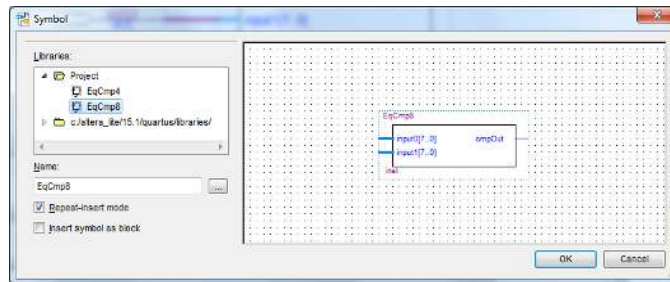 Symbol
Libraries:
Project
EqCmp4
EqCmp8
c:/altera_lite/15.1/quartus/libraries/
Name:
EqCmp8
...
Repeat-insert mode
Insert symbol as block
EqCmp8
input0[7..0]
cmpOut
input1[7..0]
inst
OK
Cancel